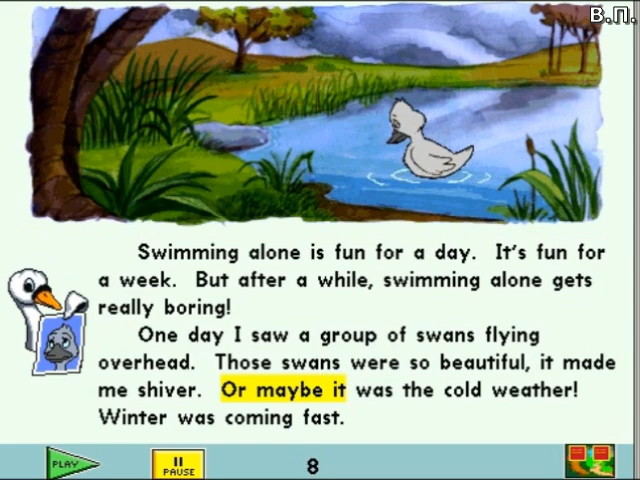 В.П.
Swimming alone is fun for a day. It's fun for
a week. But after a while, swimming alone gets
really boring!
One day I saw a group of swans flying
overhead. Those swans were so beautiful, it made
me shiver. Or maybe it was the cold weather!
Winter was coming fast.
PLAY
PAUSE
8